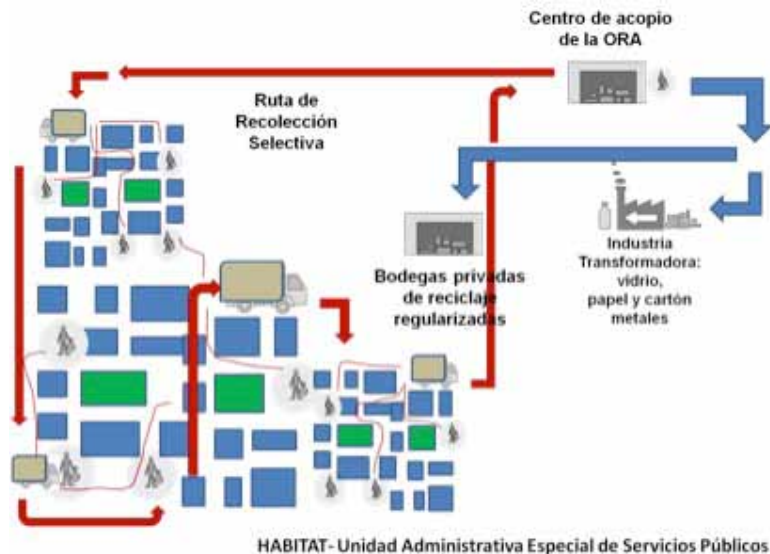 Centro de acopio
de la ORA
Ruta de
Recolección
Selectiva
Bodegas privadas
de reciclaje
regularizadas
Industria
Transformadora:
vidrio,
papel y cartón
metales
HABITAT- Unidad Administrativa Especial de Servicios Públicos